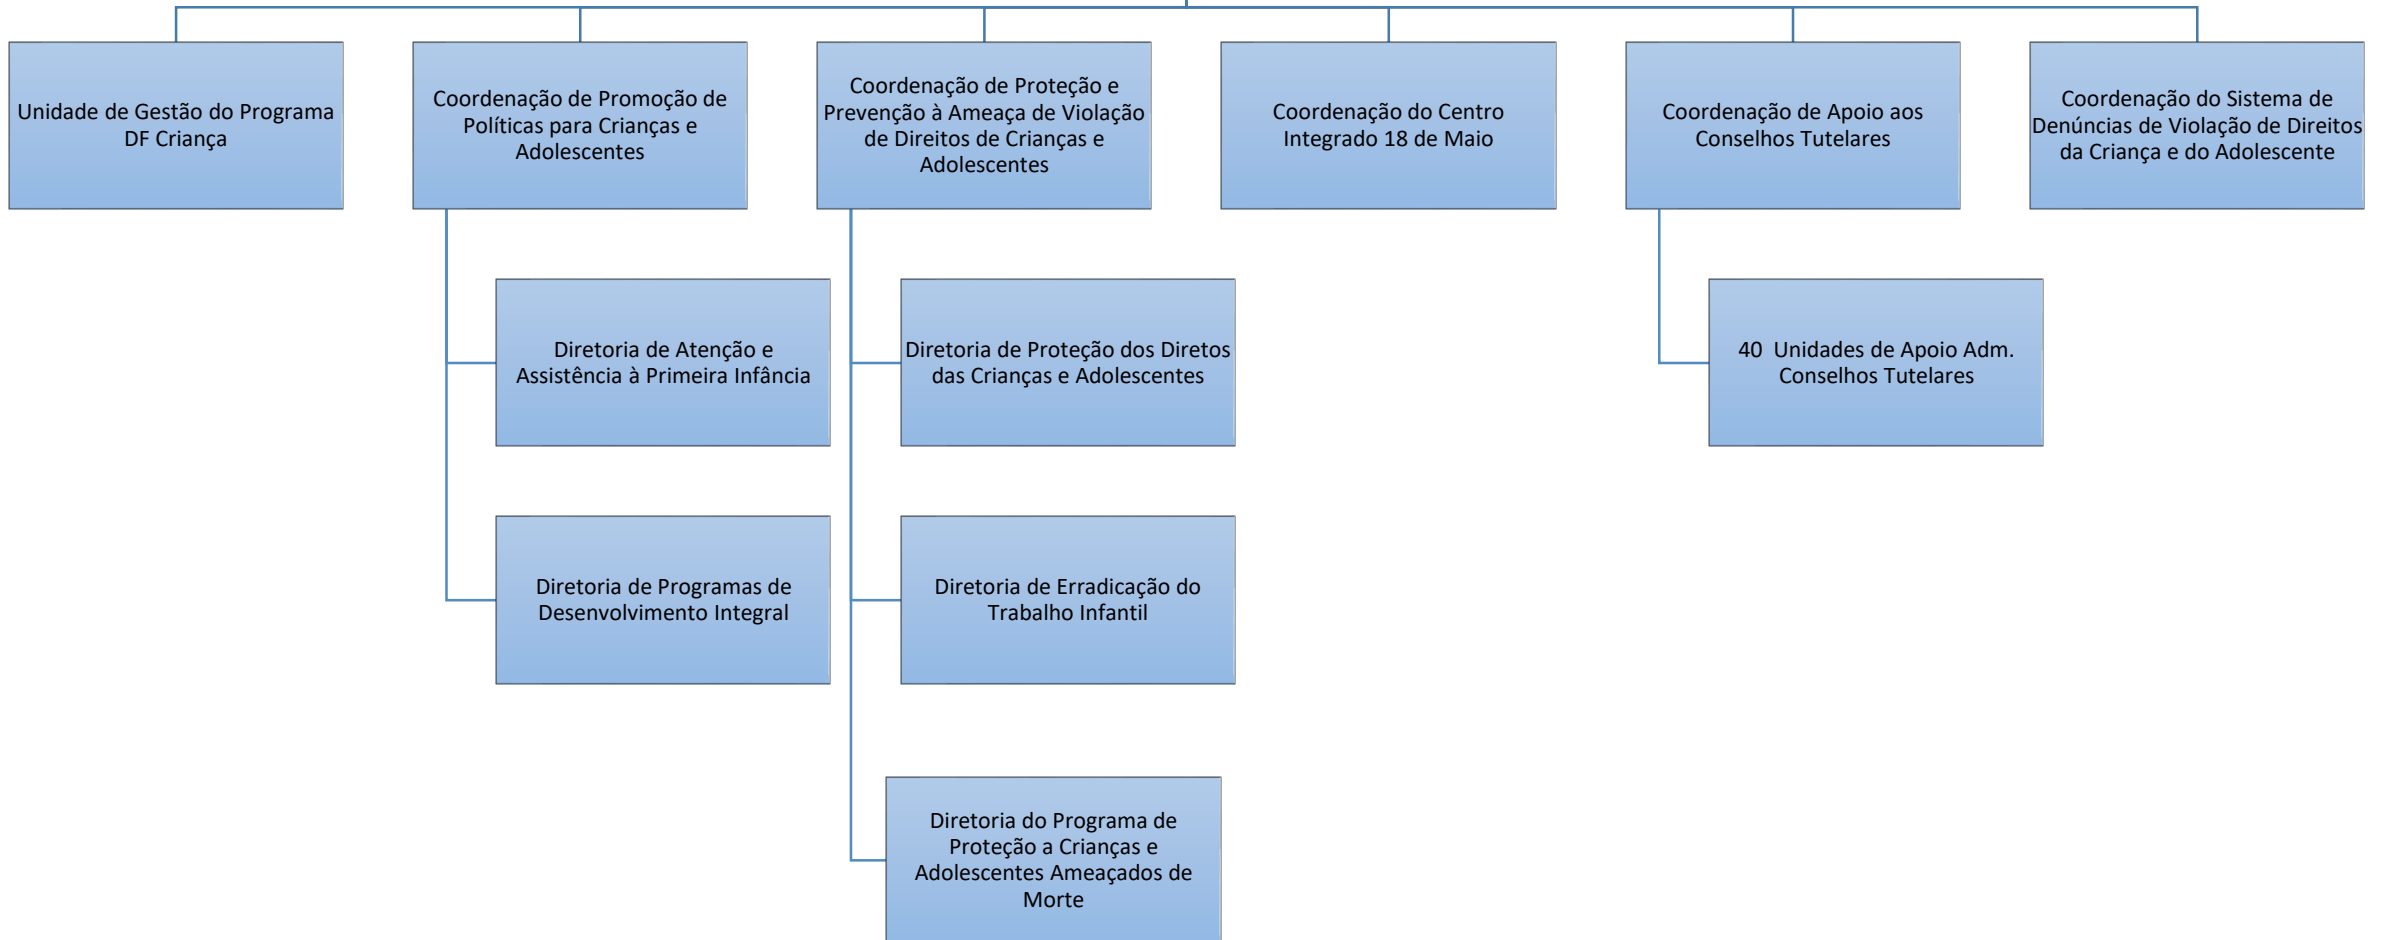 Unidade de Gestão do Programa
DF Criança
Coordenação de Promoção de
Políticas para Crianças e
Adolescentes
Coordenação de Proteção e
Prevenção à Ameaça de Violação
de Direitos de Crianças e
Adolescentes
Coordenação do Centro
Integrado 18 de Maio
Coordenação de Apoio aos
Conselhos Tutelares
Coordenação do Sistema de
Denúncias de Violação de Direitos
da Criança e do Adolescente
Diretoria de Atenção e
Assistência à Primeira Infância
Diretoria de Proteção dos Diretos
das Crianças e Adolescentes
40 Unidades de Apoio Adm.
Conselhos Tutelares
Diretoria de Programas de
Desenvolvimento Integral
Diretoria de Erradicação do
Trabalho Infantil
Diretoria do Programa de
Proteção a Crianças e
Adolescentes Ameaçados de
Morte